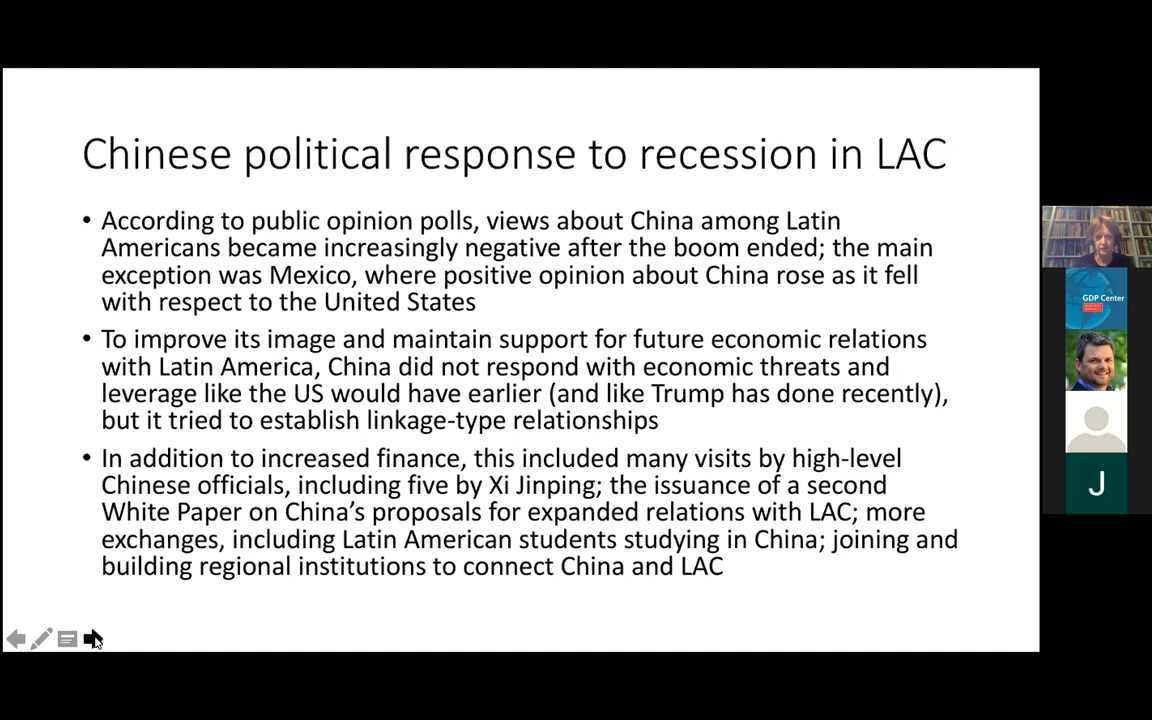 Chinese political response to recession in LAC
• According to public opinion polls, views about China among Latin
Americans became increasingly negative after the boom ended; the main
exception was Mexico, where positive opinion about China rose as it fell
with respect to the United States
• To improve its image and maintain support for future economic relations
with Latin America, China did not respond with economic threats and
leverage like the US would have earlier (and like Trump has done recently),
but it tried to establish linkage-type relationships
• In addition to increased finance, this included many visits by high-level
Chinese officials, including five by Xi Jinping; the issuance of a second
White Paper on China’s proposals for expanded relations with LAC; more
exchanges, including Latin American students studying in China; joining and
building regional institutions to connect China and LAC
GDP Center
J